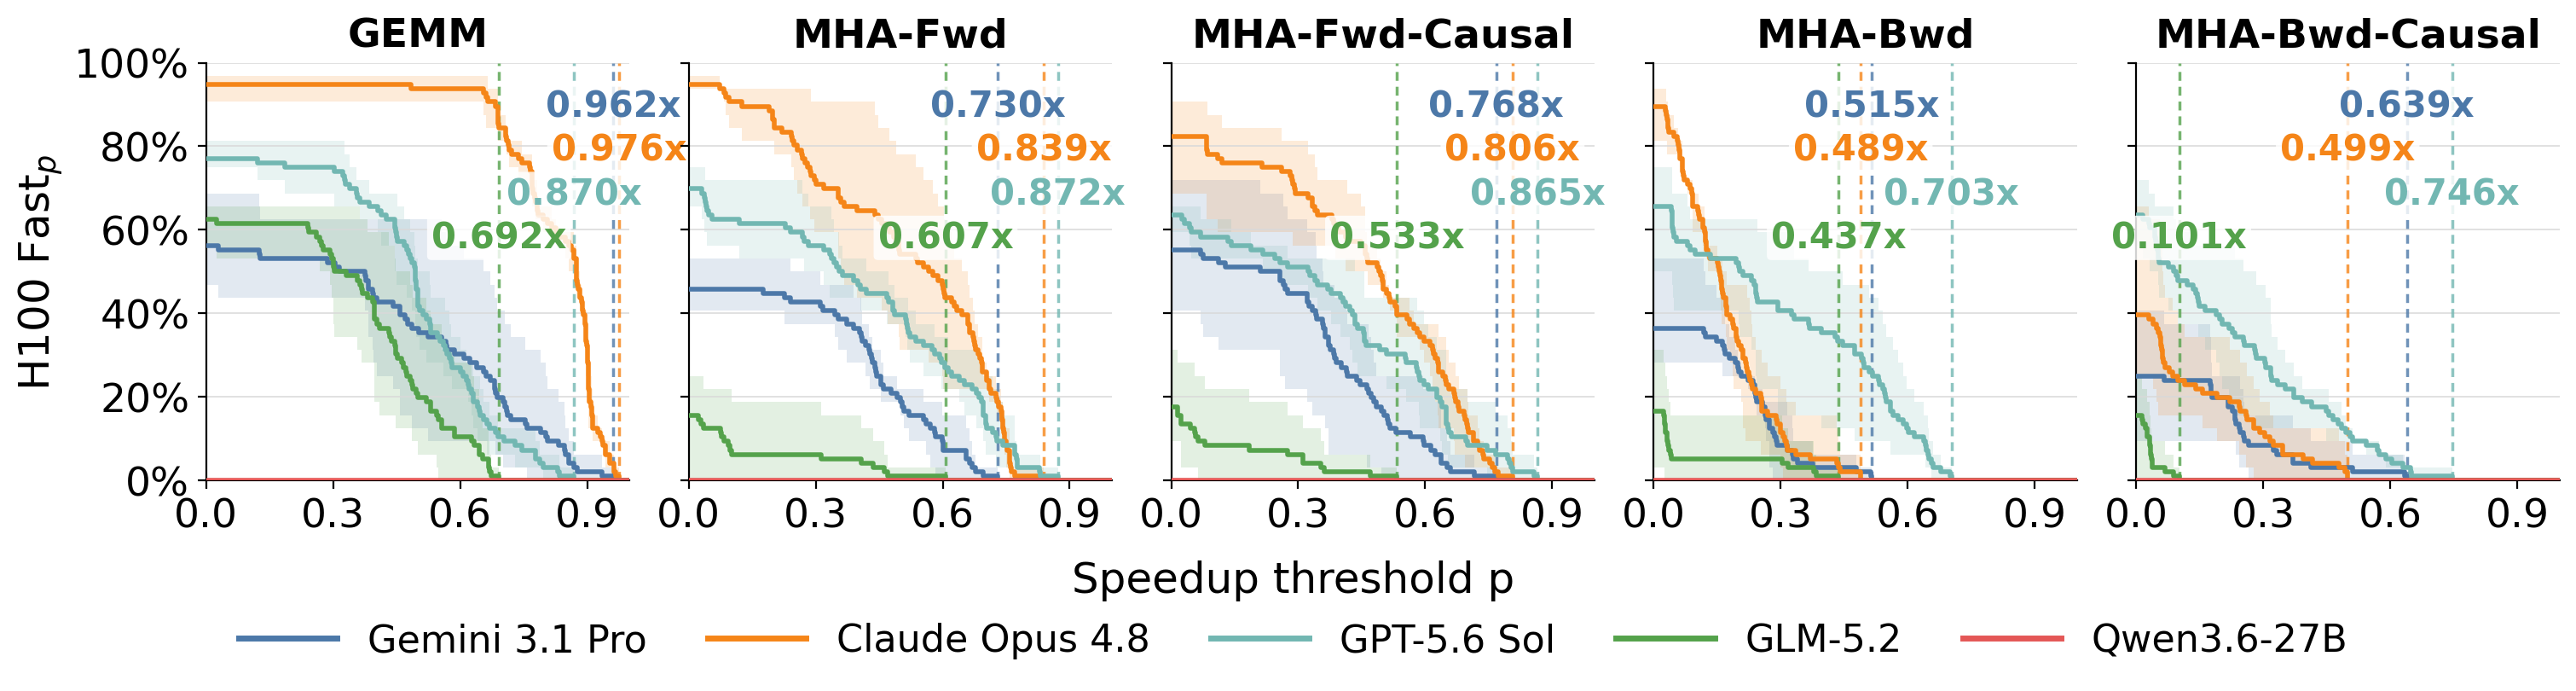 GEMM MHA-Fwd MHA-Fwd-Causal MHA-Bwd MHA-Bwd-Causal
H100 Fastₚ
100%
80%
60%
40%
20%
0%
0.962x
0.976x
0.870x
0.692x
0.0 0.3 0.6 0.9
0.730x
0.839x
0.872x
0.607x
0.0 0.3 0.6 0.9
0.768x
0.806x
0.865x
0.533x
0.0 0.3 0.6 0.9
0.515x
0.489x
0.703x
0.437x
0.0 0.3 0.6 0.9
0.639x
0.499x
0.746x
0.101x
0.0 0.3 0.6 0.9
Speedup threshold p
Gemini 3.1 Pro Claude Opus 4.8 GPT-5.6 Sol GLM-5.2 Qwen3.6-27B